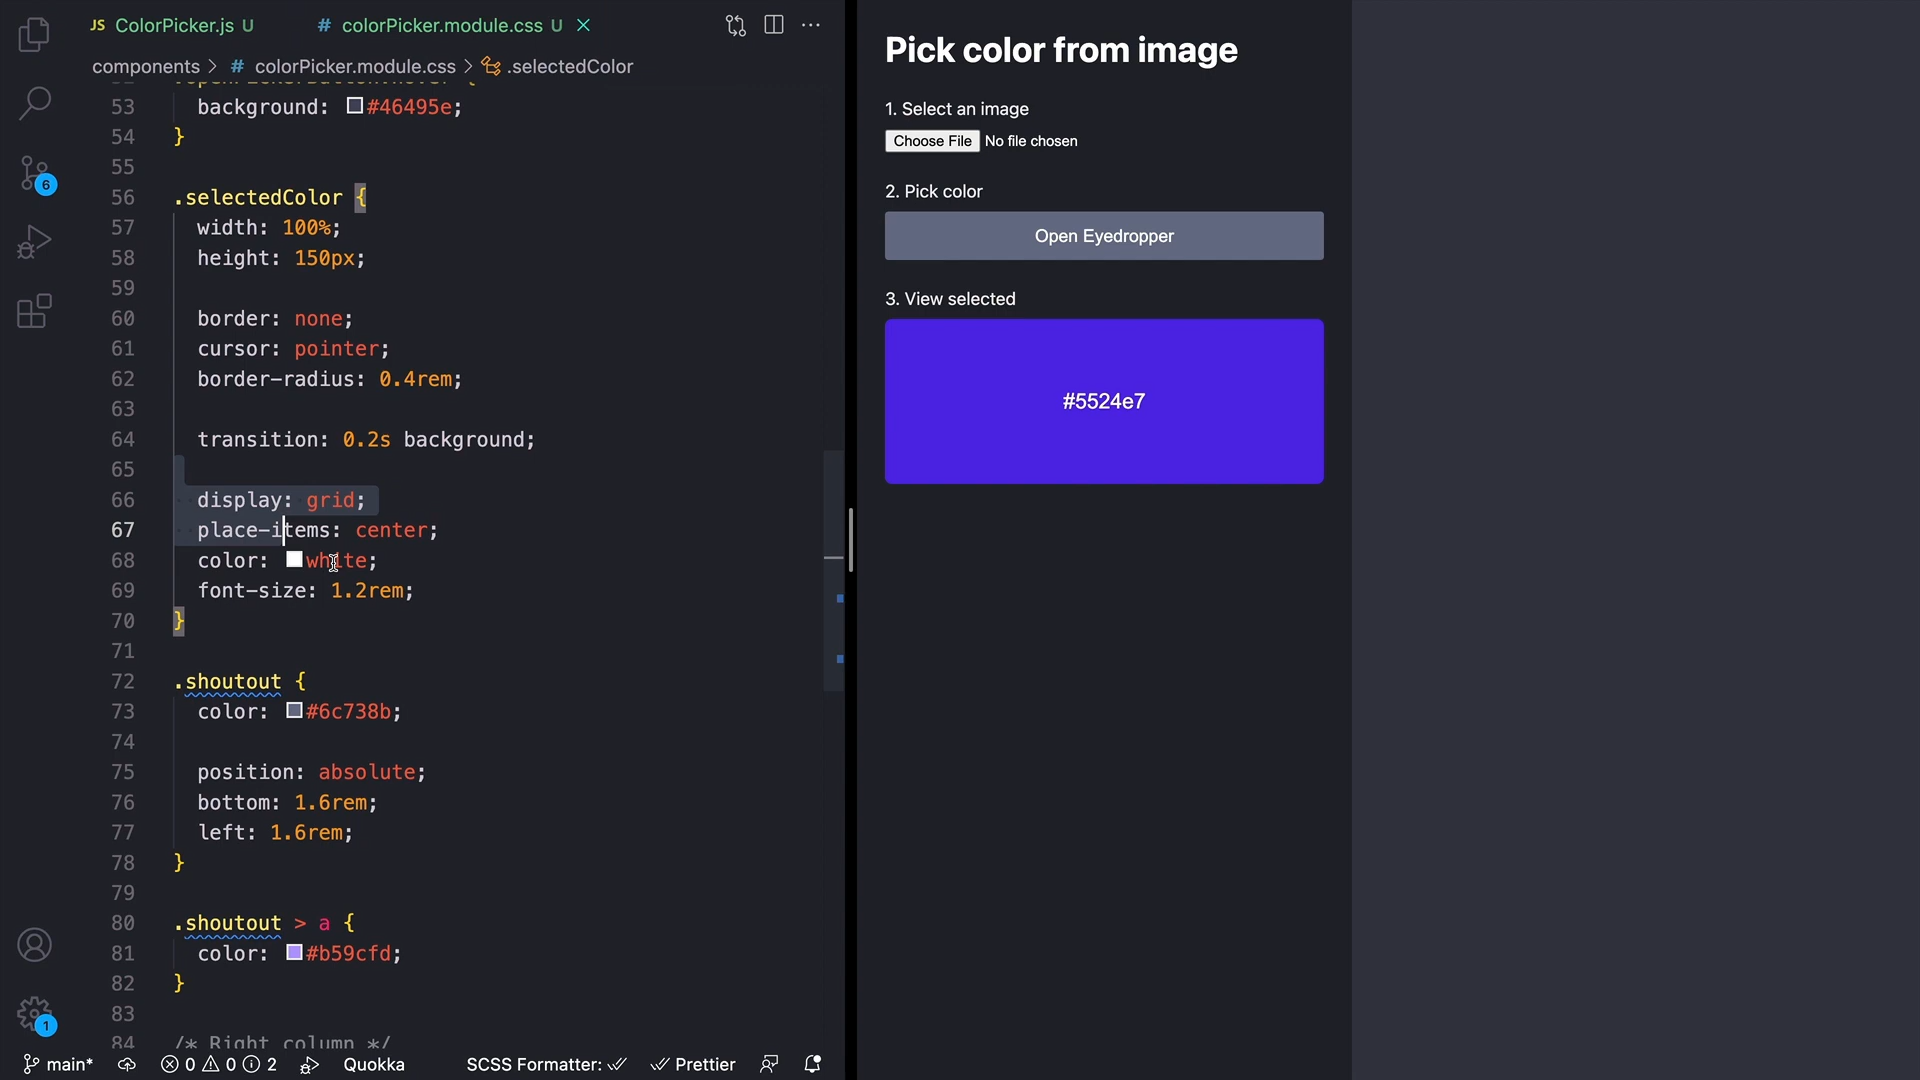 JS ColorPicker.js U # colorPicker.module.css U
components > # colorPicker.module.css > .selectedColor
53 background: #46495e;
54 }
55
56 .selectedColor {
57 width: 100%;
58 height: 150px;
59
60 border: none;
61 cursor: pointer;
62 border-radius: 0.4rem;
63
64 transition: 0.2s background;
65
66 display: grid;
67 place-items: center;
68 color: white;
69 font-size: 1.2rem;
70 }
71
72 .shoutout {
73 color: #6c738b;
74
75 position: absolute;
76 bottom: 1.6rem;
77 left: 1.6rem;
78 }
79
80 .shoutout > a {
81 color: #b59cfd;
82 }
83
84 /* Right column */
6
1
main* 0 0 2 Quokka SCSS Formatter: Prettier
Pick color from image
1. Select an image
Choose File No file chosen
2. Pick color
Open Eyedropper
3. View selected
#5524e7